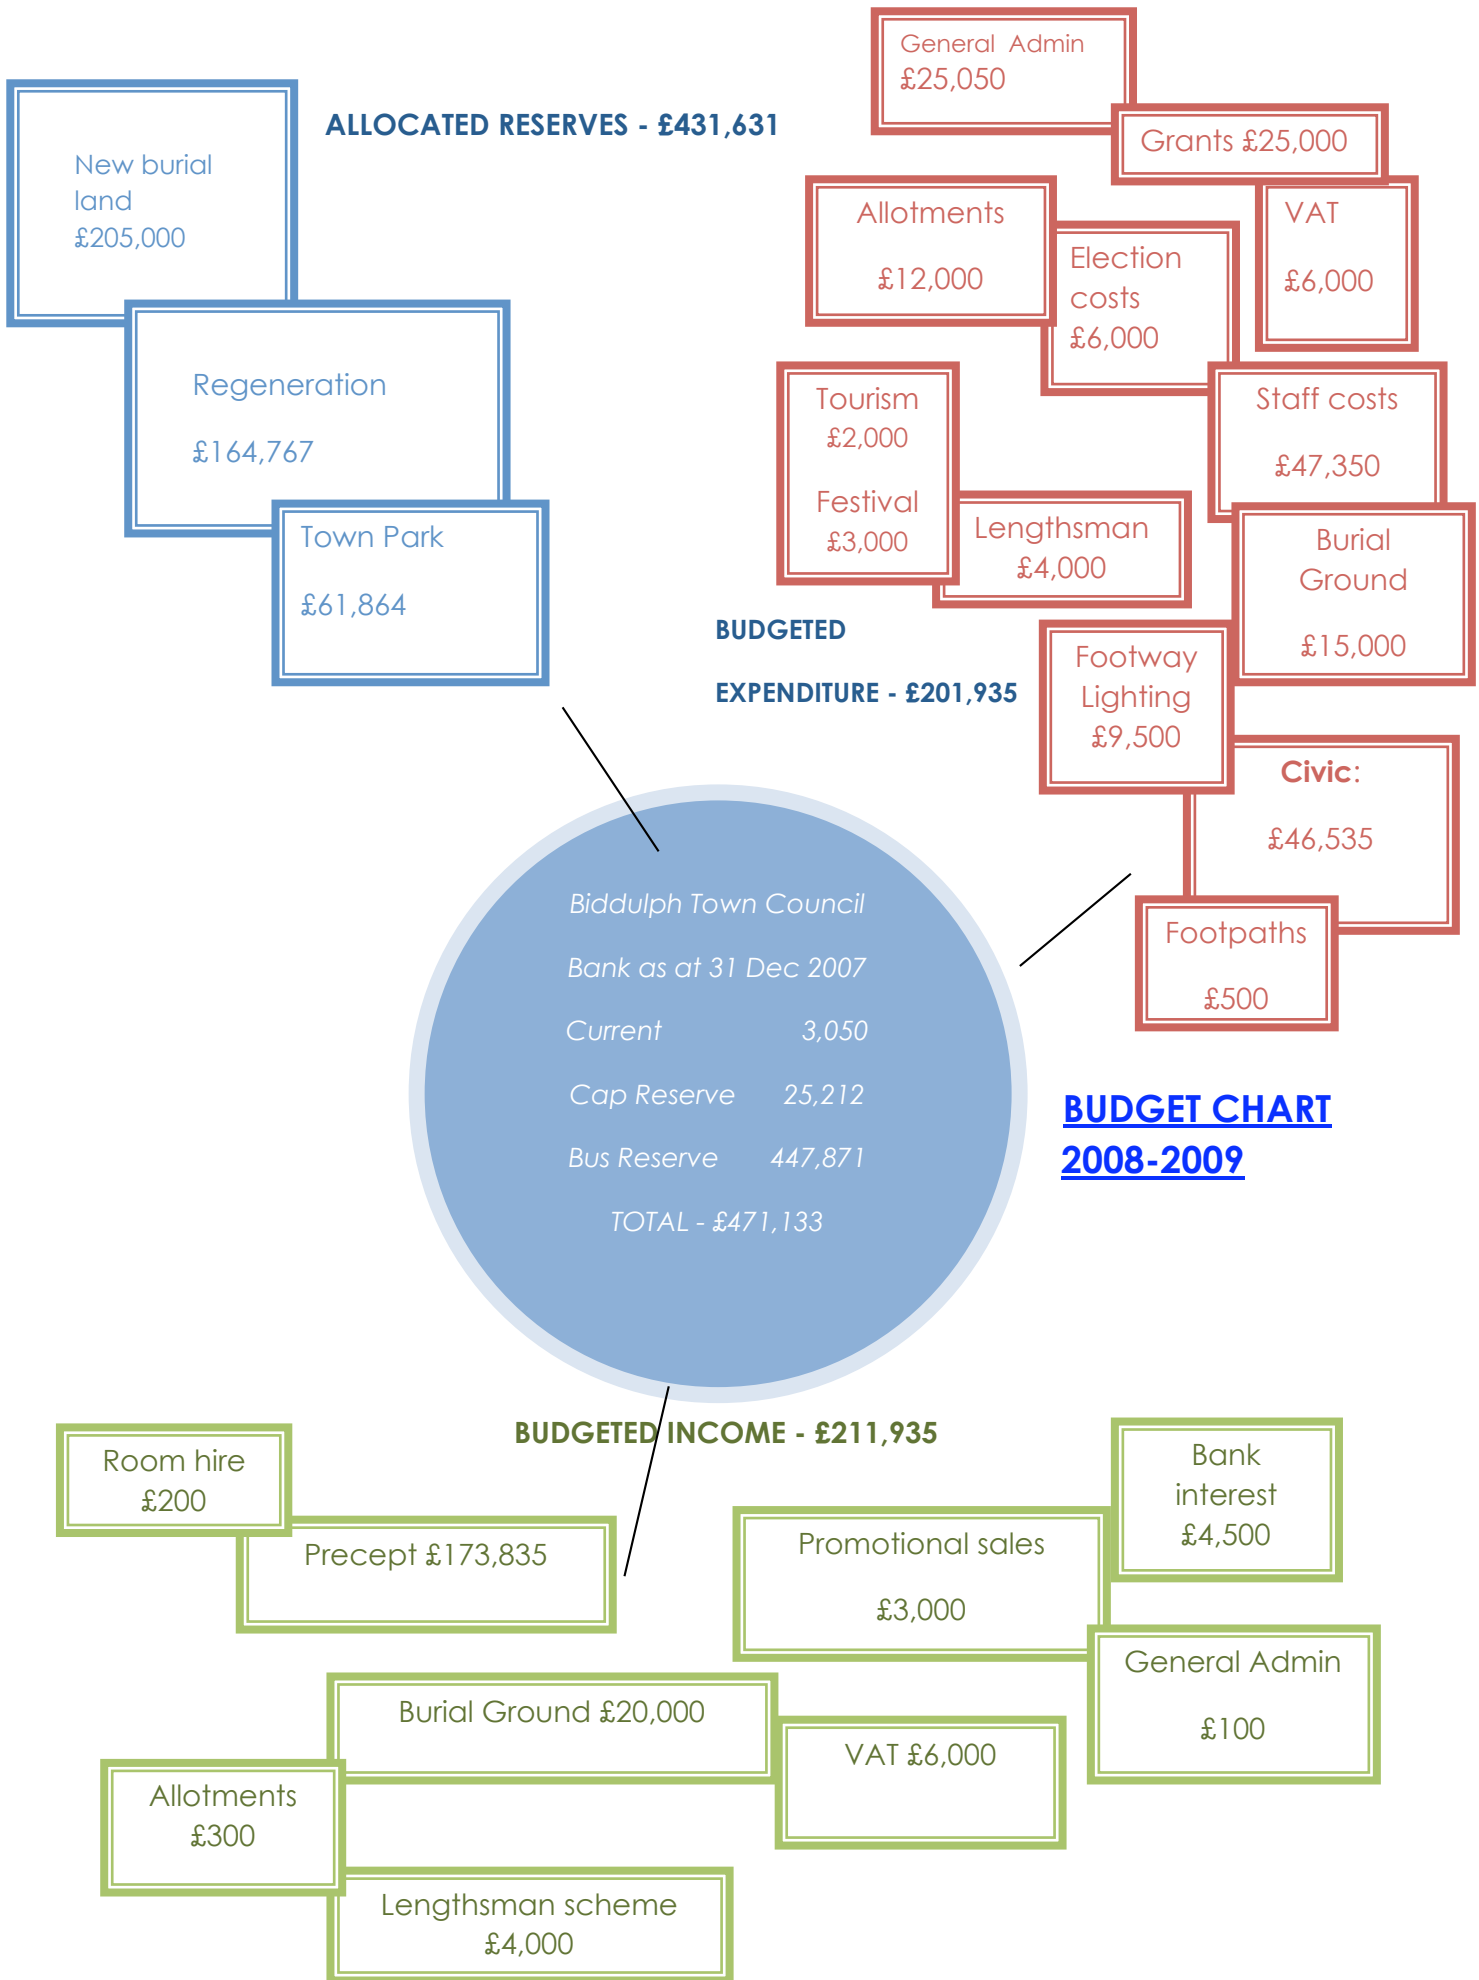 ALLOCATED RESERVES - £431,631
New burial
land
£205,000
Regeneration
£164,767
Town Park
£61,864
General Admin
£25,050
Grants £25,000
Allotments
£12,000
Election
costs
£6,000
VAT
£6,000
Tourism
£2,000
Festival
£3,000
Lengthsman
£4,000
Staff costs
£47,350
Burial
Ground
£15,000
BUDGETED
EXPENDITURE - £201,935
Footway
Lighting
£9,500
Civic:
£46,535
Footpaths
£500
Biddulph Town Council
Bank as at 31 Dec 2007
Current 3,050
Cap Reserve 25,212
Bus Reserve 447,871
TOTAL - £471,133
BUDGET CHART
2008-2009
BUDGETED INCOME - £211,935
Room hire
£200
Precept £173,835
Promotional sales
£3,000
Bank
interest
£4,500
General Admin
£100
Burial Ground £20,000
VAT £6,000
Allotments
£300
Lengthsman scheme
£4,000